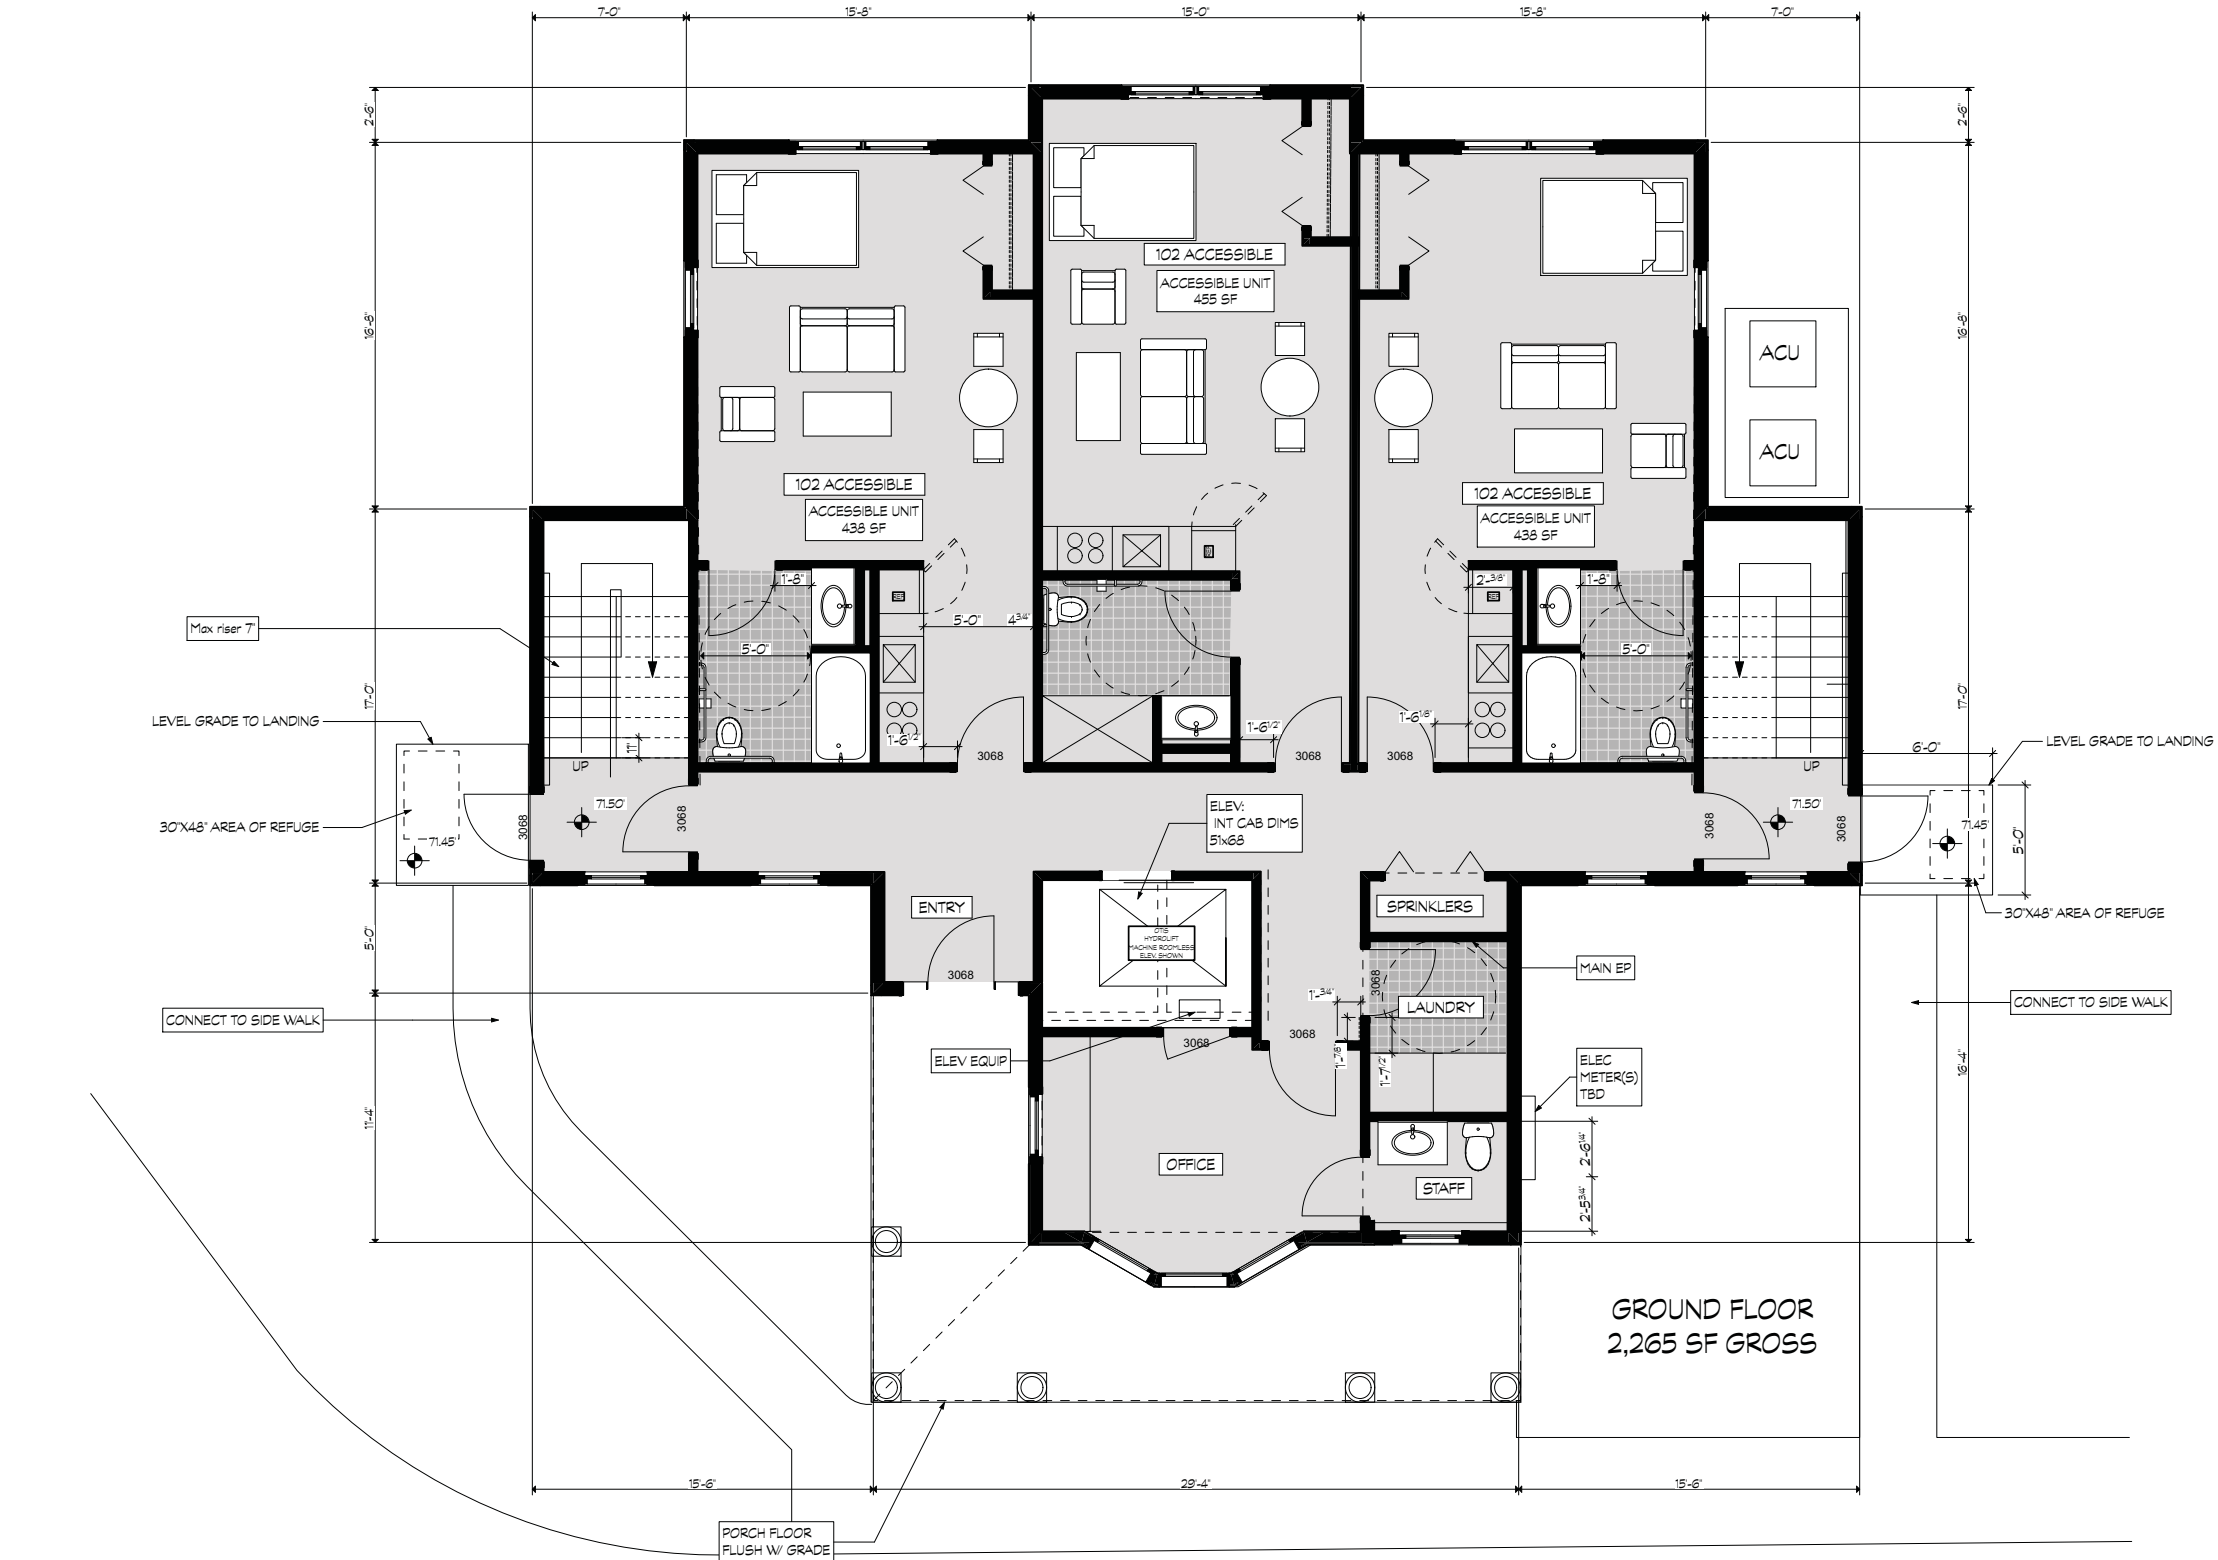 7'-0"
15'-8"
15'-0"
15'-8"
7'-0"
2'-6"
2'-6"
102 ACCESSIBLE
ACCESSIBLE UNIT
455 SF
16'-8"
16'-8"
ACU
ACU
102 ACCESSIBLE
ACCESSIBLE UNIT
438 SF
102 ACCESSIBLE
ACCESSIBLE UNIT
438 SF
1'-8"
REF
5'-0"
4 3/4"
REF
2'-3/8"
REF
1'-8"
Max riser 7"
5'-0"
5'-0"
17'-0"
17'-0"
LEVEL GRADE TO LANDING
11"
UP
1'-6 1/2"
3068
1'-6 1/2"
3068
1'-6 1/8"
3068
UP
6'-0"
LEVEL GRADE TO LANDING
30"X48" AREA OF REFUGE
71.45'
3068
71.50'
3068
ELEV:
INT CAB DIMS
51x68
3068
71.50'
3068
71.45'
5'-0"
30"X48" AREA OF REFUGE
ENTRY
3068
5'-0"
OTIS
HYDROLIFT
MACHINE ROOMLESS
ELEV. SHOWN
SPRINKLERS
MAIN EP
3068
LAUNDRY
1'-3/4"
CONNECT TO SIDE WALK
CONNECT TO SIDE WALK
ELEV EQUIP
3068
3068
1'-7/8"
1'-7 1/2"
ELEC
METER(S)
TBD
16'-4"
11'-4"
OFFICE
STAFF
2'-6 1/4"
2'-5 3/4"
GROUND FLOOR
2,265 SF GROSS
15'-6"
29'-4"
15'-6"
PORCH FLOOR
FLUSH W/ GRADE